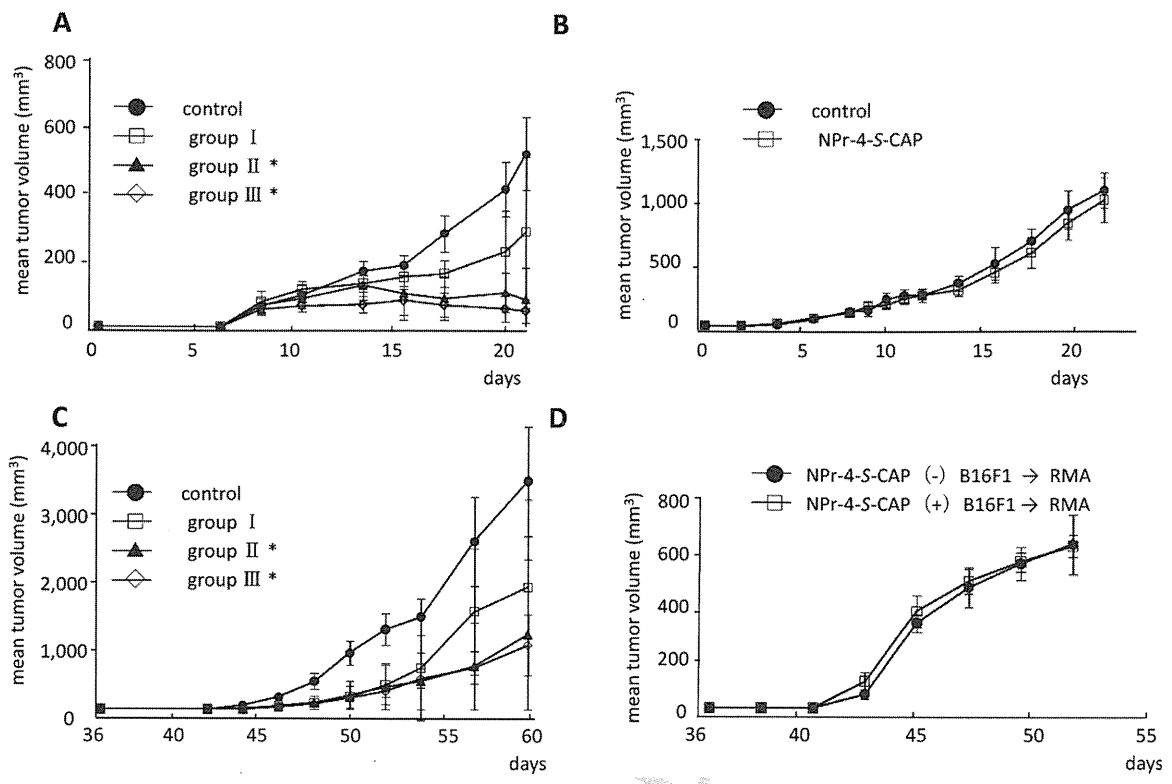 A
mean tumor volume (mm³)
800
600
400
200
0
control
group Ⅰ
group Ⅱ *
group Ⅲ *
0 5 10 15 20
days
B
mean tumor volume (mm³)
1,500
1,000
500
0
control
NPr-4-S-CAP
0 5 10 15 20
days
C
mean tumor volume (mm³)
4,000
3,000
2,000
1,000
0
control
group Ⅰ
group Ⅱ *
group Ⅲ *
36 40 45 50 55 60
days
D
mean tumor volume (mm³)
800
600
400
200
0
NPr-4-S-CAP (-) B16F1 → RMA
NPr-4-S-CAP (+) B16F1 → RMA
36 40 45 50 55
days